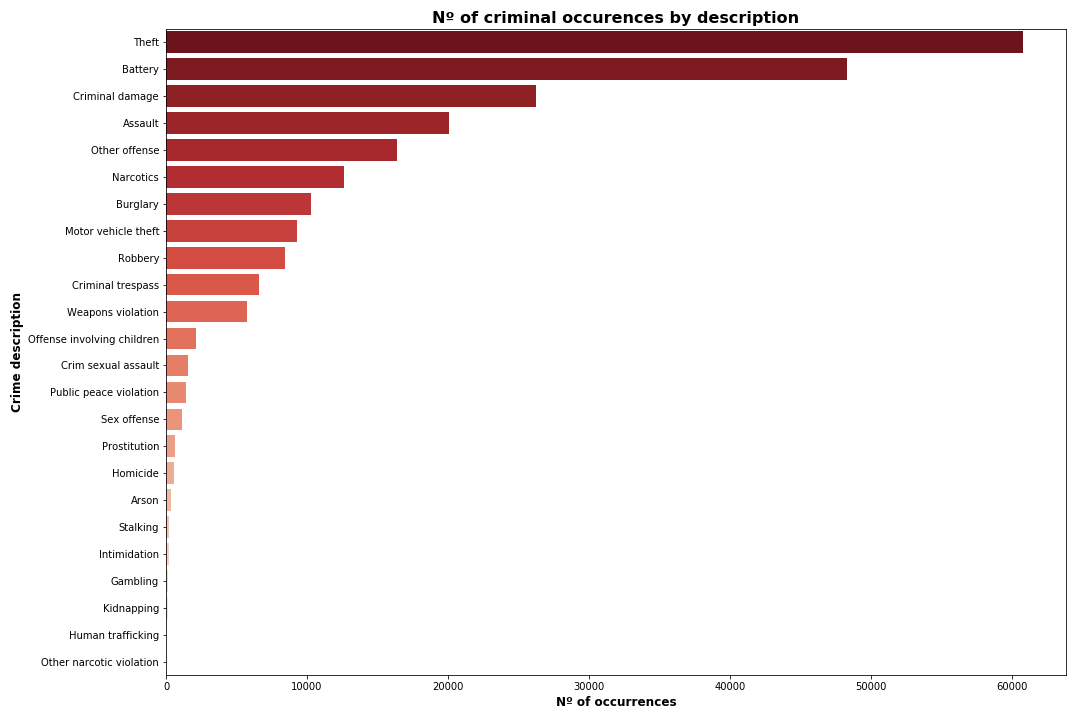 Nº of criminal occurences by description
Theft
Battery
Criminal damage
Assault
Other offense
Narcotics
Burglary
Motor vehicle theft
Robbery
Criminal trespass
Weapons violation
Offense involving children
Crim sexual assault
Public peace violation
Sex offense
Prostitution
Homicide
Arson
Stalking
Intimidation
Gambling
Kidnapping
Human trafficking
Other narcotic violation
Crime description
0 10000 20000 30000 40000 50000 60000
Nº of occurrences